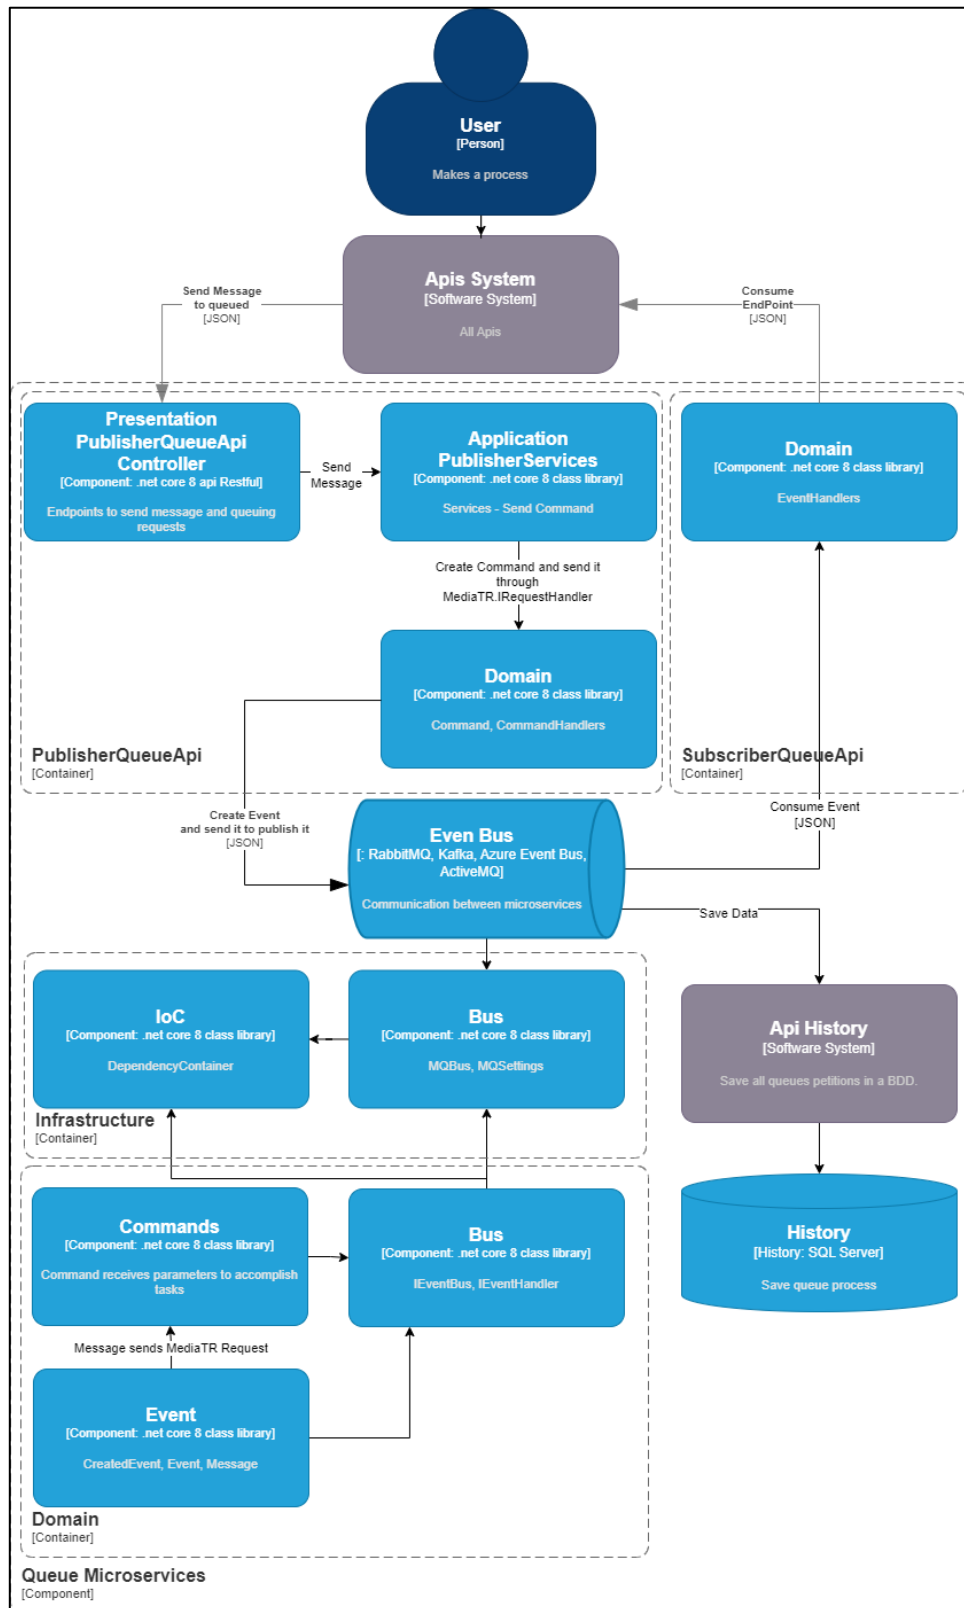 User
[Person]
Makes a process
Apis System
[Software System]
All Apis
Send Message
to queued
[JSON]
Consume
EndPoint
[JSON]
Presentation
PublisherQueueApi
Controller
[Component: .net core 8 api Restful]
Endpoints to send message and queuing
requests
Send
Message
Application
PublisherServices
[Component: .net core 8 class library]
Services - Send Command
Domain
[Component: .net core 8 class library]
EventHandlers
Create Command and send it
through
MediaTR.IRequestHandler
Domain
[Component: .net core 8 class library]
Command, CommandHandlers
PublisherQueueApi
[Container]
SubscriberQueueApi
[Container]
Create Event
and send it to publish it
[JSON]
Even Bus
[: RabbitMQ, Kafka, Azure Event Bus,
ActiveMQ]
Communication between microservices
Consume Event
[JSON]
Save Data
IoC
[Component: .net core 8 class library]
DependencyContainer
Bus
[Component: .net core 8 class library]
MQBus, MQSettings
Api History
[Software System]
Save all queues petitions in a BDD.
Infrastructure
[Container]
Commands
[Component: .net core 8 class library]
Command receives parameters to accomplish
tasks
Bus
[Component: .net core 8 class library]
IEventBus, IEventHandler
History
[History: SQL Server]
Save queue process
Message sends MediaTR Request
Event
[Component: .net core 8 class library]
CreatedEvent, Event, Message
Domain
[Container]
Queue Microservices
[Component]